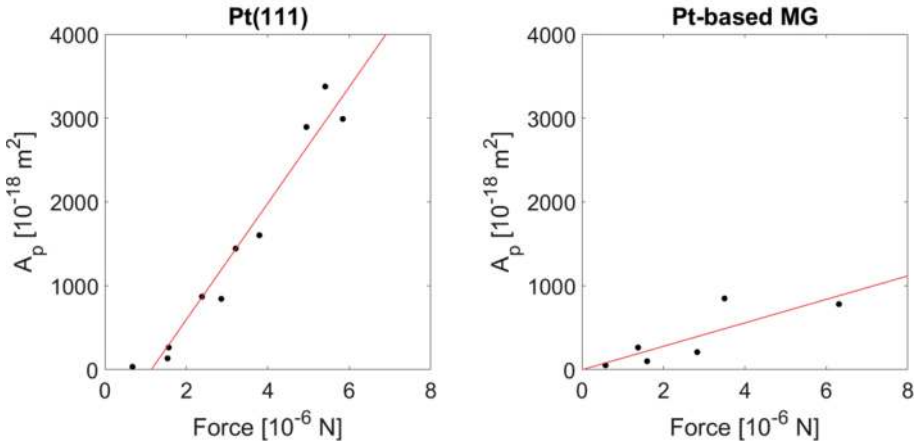 Pt(111)
4000
3000
2000
1000
0
A_p [10^-18 m^2]
0 2 4 6 8
Force [10^-6 N]
Pt-based MG
4000
3000
2000
1000
0
A_p [10^-18 m^2]
0 2 4 6 8
Force [10^-6 N]